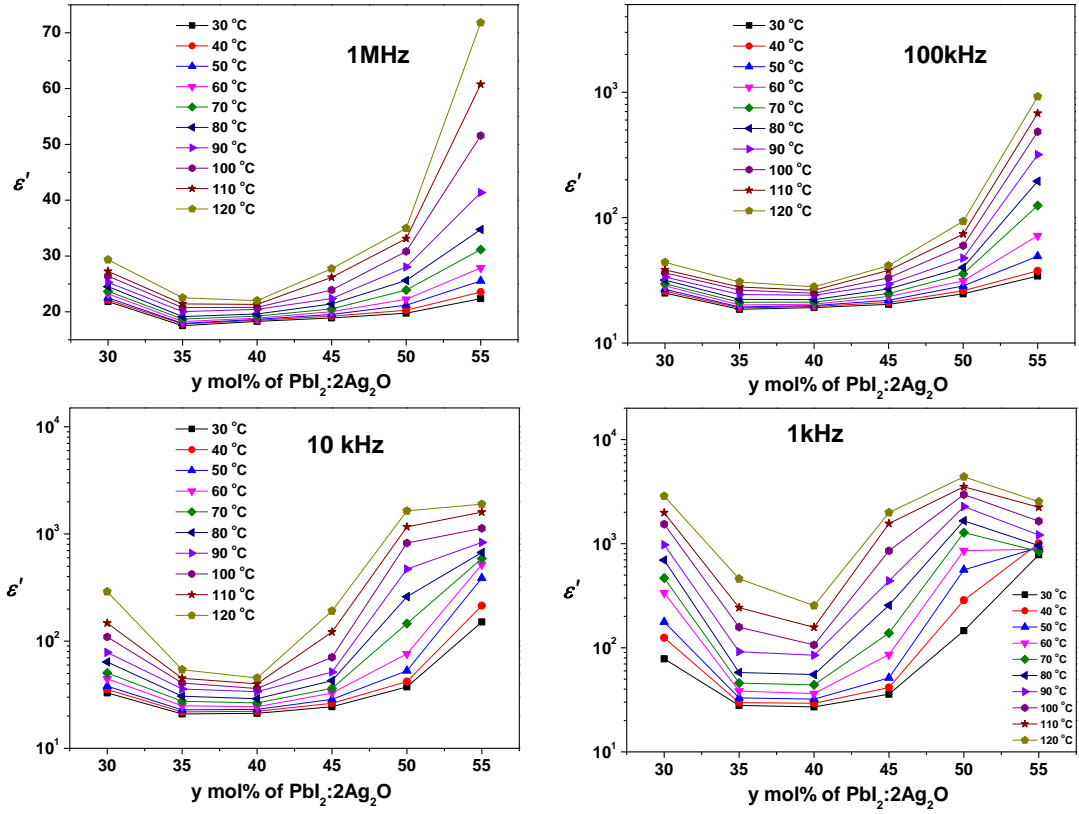 1MHz
30 °C
40 °C
50 °C
60 °C
70 °C
80 °C
90 °C
100 °C
110 °C
120 °C
70
60
50
40
30
20
ε'
30 35 40 45 50 55
y mol% of PbI₂:2Ag₂O
100kHz
30 °C
40 °C
50 °C
60 °C
70 °C
80 °C
90 °C
100 °C
110 °C
120 °C
10³
10²
10¹
ε'
30 35 40 45 50 55
y mol% of PbI₂:2Ag₂O
10 kHz
30 °C
40 °C
50 °C
60 °C
70 °C
80 °C
90 °C
100 °C
110 °C
120 °C
10⁴
10³
10²
10¹
ε'
30 35 40 45 50 55
y mol% of PbI₂:2Ag₂O
1kHz
10⁴
10³
10²
10¹
ε'
30 °C
40 °C
50 °C
60 °C
70 °C
80 °C
90 °C
100 °C
110 °C
120 °C
30 35 40 45 50 55
y mol% of PbI₂:2Ag₂O